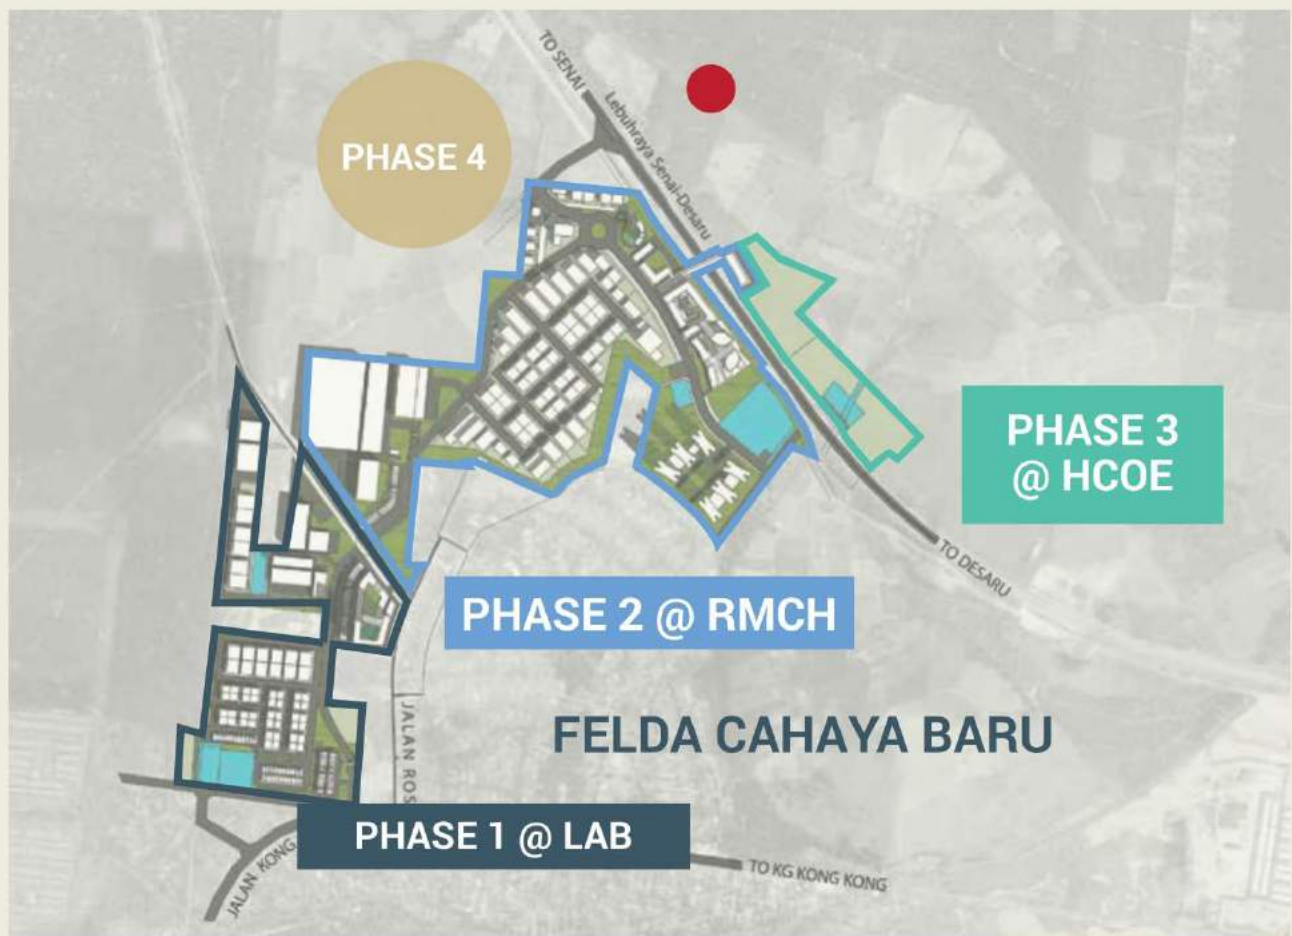 TO SENAI
Lebuhraya Senai-Desaru
PHASE 4
PHASE 3
@ HCOE
TO DESARU
PHASE 2 @ RMCH
FELDA CAHAYA BARU
JALAN ROS
PHASE 1 @ LAB
JALAN KONG
TO KG KONG KONG